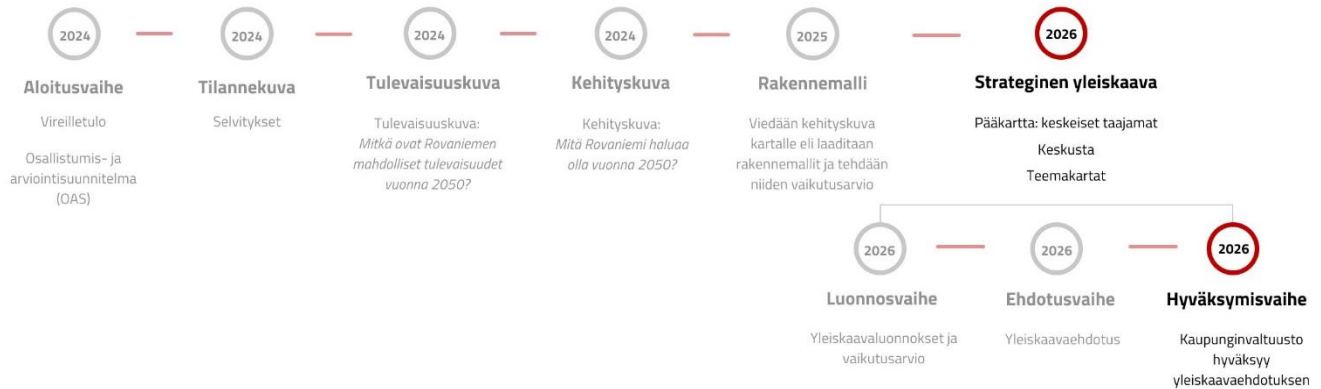 2024
Aloitusvaihe
Vireilletulo
Osallistumis- ja
arviointisuunnitelma
(OAS)
2024
Tilannekuva
Selvitykset
2024
Tulevaisuuskuva
Tulevaisuuskuva:
Mitkä ovat Rovaniemen
mahdolliset tulevaisuudet
vuonna 2050?
2024
Kehityskuva
Kehityskuva:
Mitä Rovaniemi haluaa
olla vuonna 2050?
2025
Rakennemalli
Viedään kehityskuva
kartalle eli laaditaan
rakennemallit ja tehdään
niiden vaikutusarvio
2026
Strateginen yleiskaava
Pääkartta: keskeiset taajamat
Keskusta
Teemakartat
2026
Luonnosvaihe
Yleiskaavaluonnokset ja
vaikutusarvio
2026
Ehdotusvaihe
Yleiskaavaehdotus
2026
Hyväksymisvaihe
Kaupunginvaltuusto
hyväksyy
yleiskaavaehdotuksen